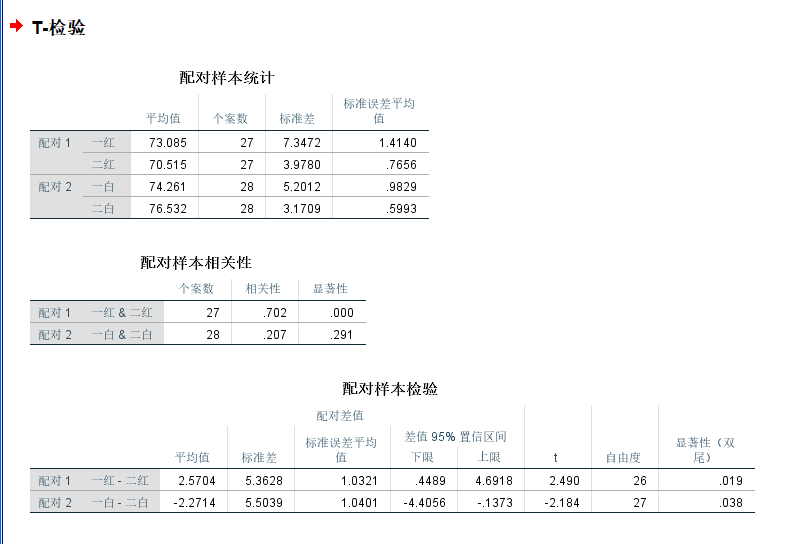 T-检验
配对样本统计
平均值 个案数 标准差 标准误差平均值
配对 1 一红 73.085 27 7.3472 1.4140
二红 70.515 27 3.9780 .7656
配对 2 一白 74.261 28 5.2012 .9829
二白 76.532 28 3.1709 .5993
配对样本相关性
个案数 相关性 显著性
配对 1 一红 & 二红 27 .702 .000
配对 2 一白 & 二白 28 .207 .291
配对样本检验
配对差值
差值 95% 置信区间
平均值 标准差 标准误差平均值 下限 上限 t 自由度 显著性（双尾）
配对 1 一红 - 二红 2.5704 5.3628 1.0321 .4489 4.6918 2.490 26 .019
配对 2 一白 - 二白 -2.2714 5.5039 1.0401 -4.4056 -.1373 -2.184 27 .038